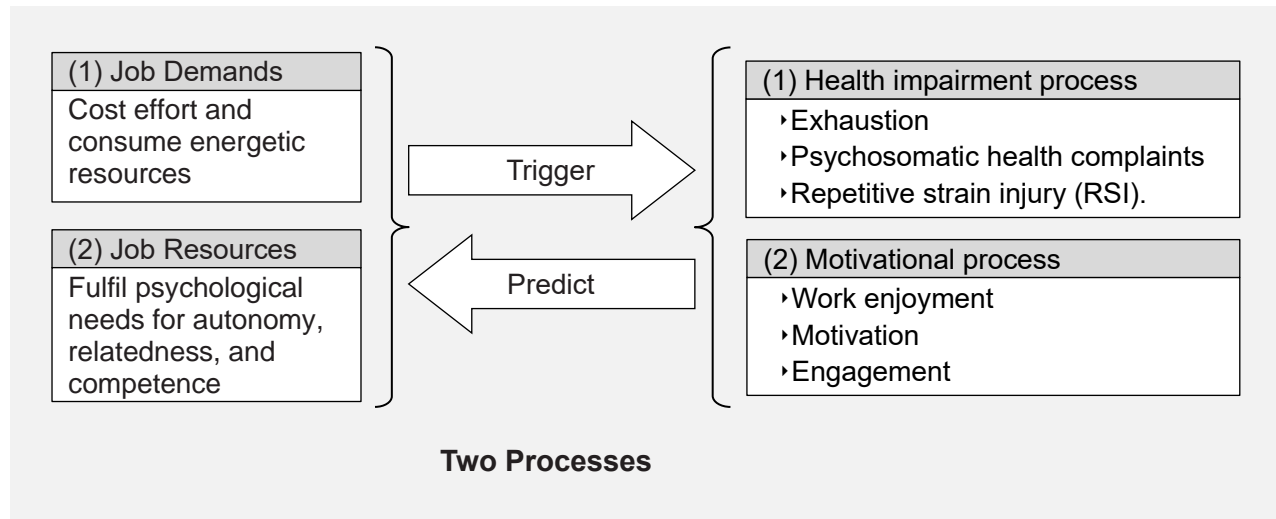 (1) Job Demands
Cost effort and
consume energetic
resources
(2) Job Resources
Fulfil psychological
needs for autonomy,
relatedness, and
competence
Trigger
Predict
(1) Health impairment process
‣Exhaustion
‣Psychosomatic health complaints
‣Repetitive strain injury (RSI).
(2) Motivational process
‣Work enjoyment
‣Motivation
‣Engagement
Two Processes